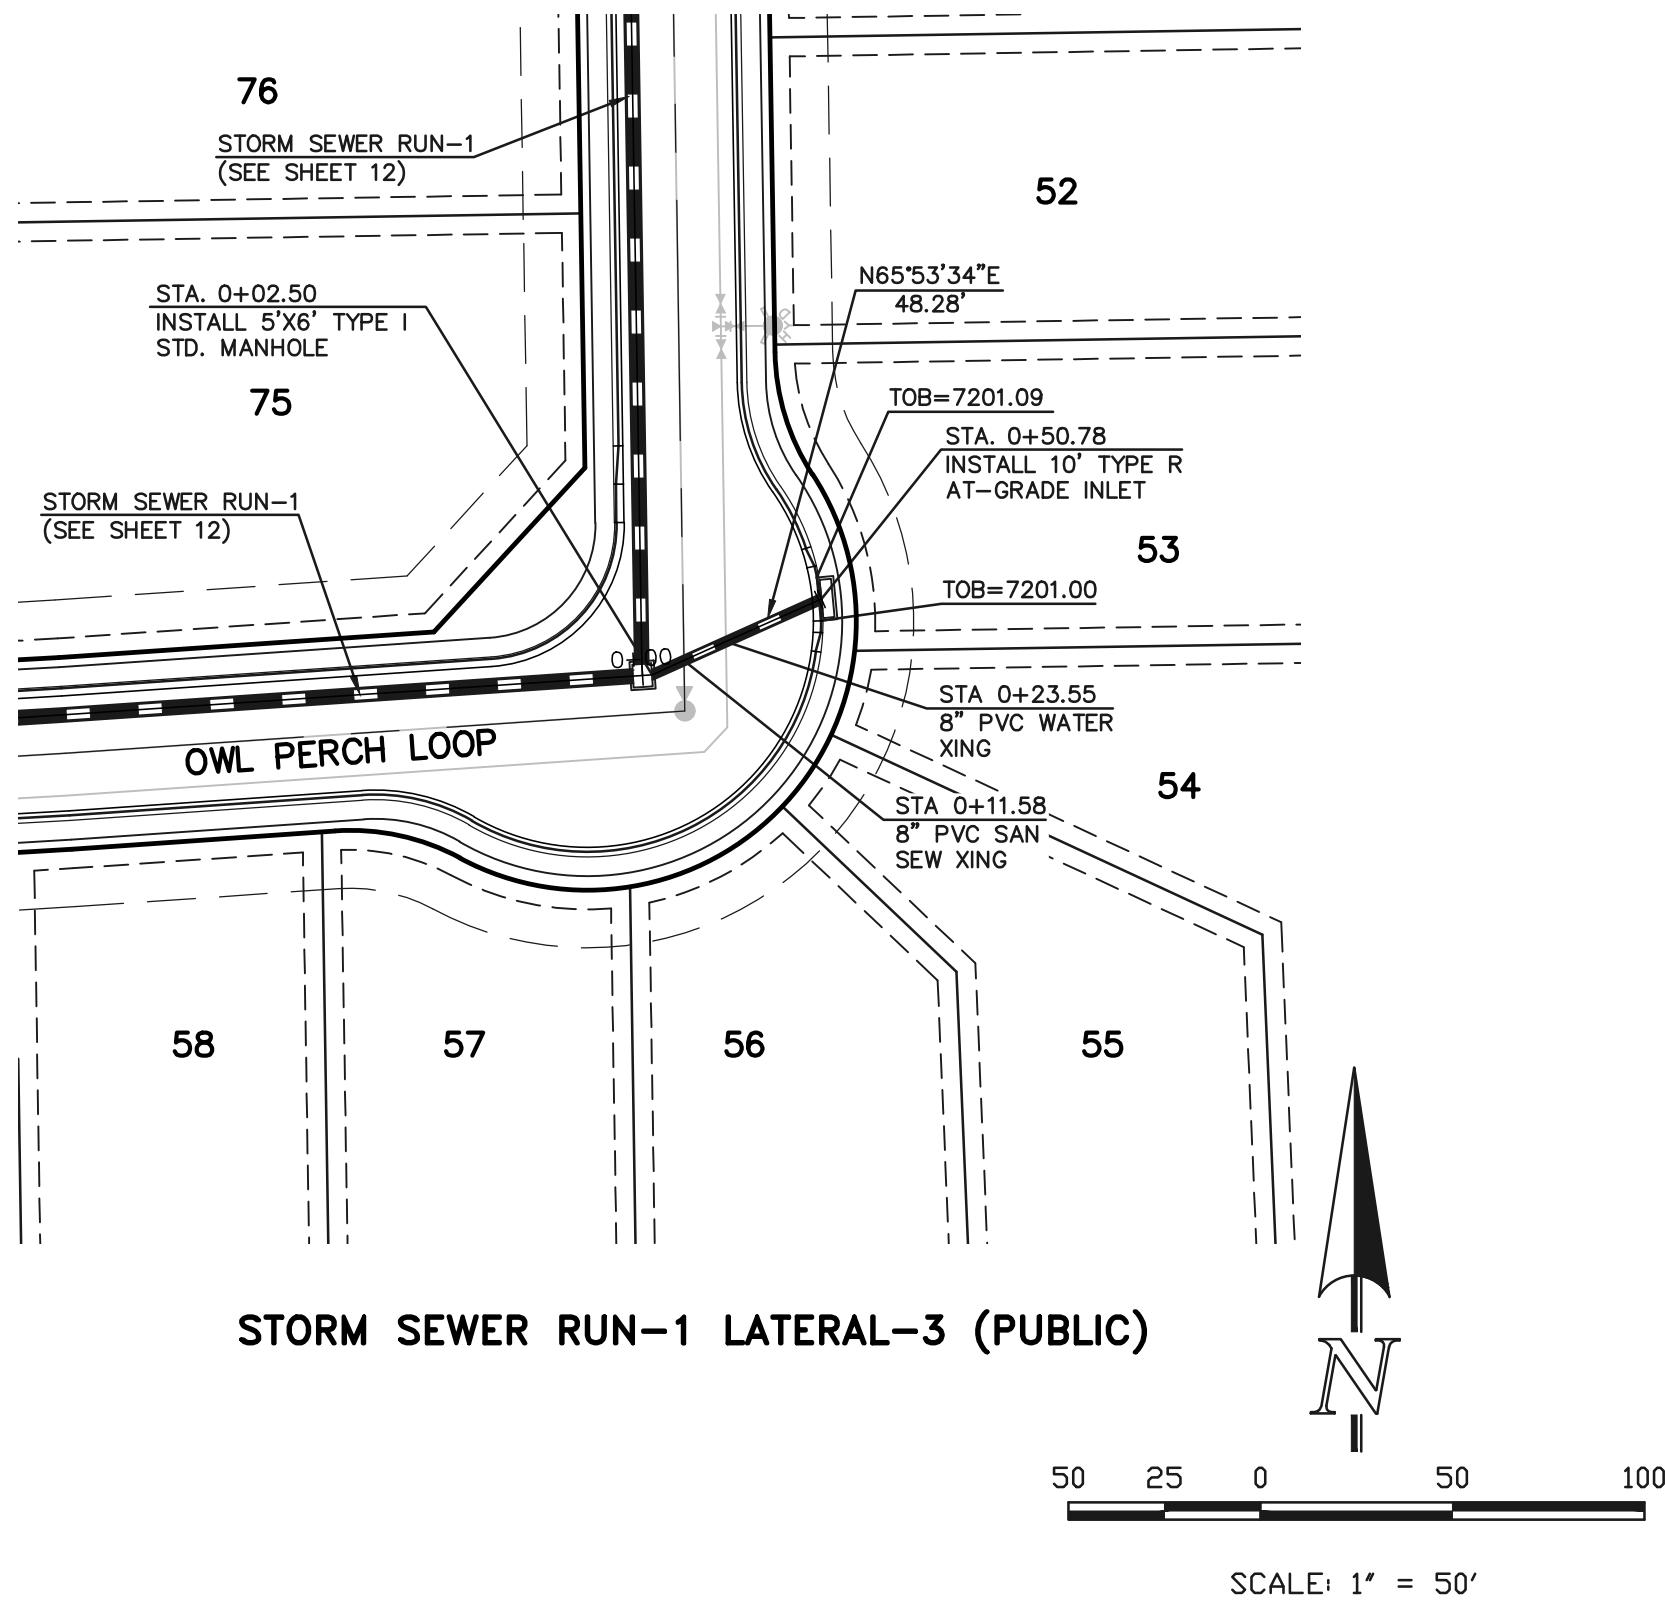 76
STORM SEWER RUN-1
(SEE SHEET 12)
52
N65°53'34"E
48.28'
STA. 0+02.50
INSTALL 5'X6' TYPE I
STD. MANHOLE
75
TOB=7201.09
STA. 0+50.78
INSTALL 10' TYPE R
AT-GRADE INLET
STORM SEWER RUN-1
(SEE SHEET 12)
53
TOB=7201.00
STA 0+23.55
8" PVC WATER
XING
OWL PERCH LOOP
54
STA 0+11.58
8" PVC SAN
SEW XING
58
57
56
55
STORM SEWER RUN-1 LATERAL-3 (PUBLIC)
N
50 25 0 50 100
SCALE: 1" = 50'